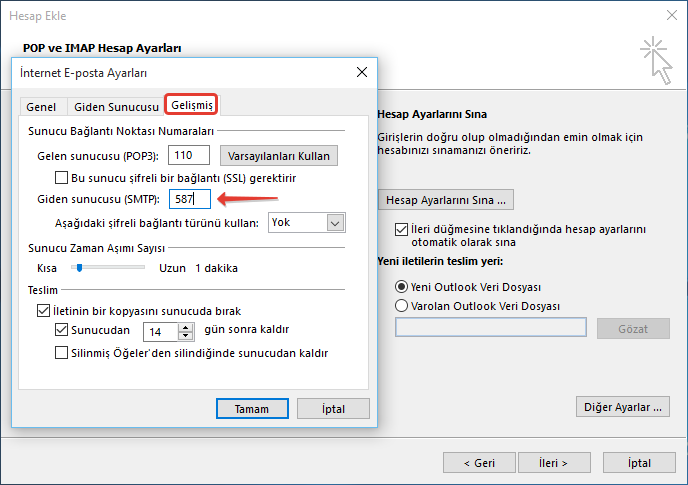 Hesap Ekle
POP ve IMAP Hesap Ayarları
İnternet E-posta Ayarları
Genel
Giden Sunucusu
Gelişmiş
Sunucu Bağlantı Noktası Numaraları
Gelen sunucusu (POP3):
110
Varsayılanları Kullan
Bu sunucu şifreli bir bağlantı (SSL) gerektirir
Giden sunucusu (SMTP):
587
Aşağıdaki şifreli bağlantı türünü kullan:
Yok
Sunucu Zaman Aşımı Sayısı
Kısa
Uzun
1 dakika
Teslim
İletinin bir kopyasını sunucuda bırak
Sunucudan
14
gün sonra kaldır
Silinmiş Öğeler'den silindiğinde sunucudan kaldır
Tamam
İptal
Hesap Ayarlarını Sına
Girişlerin doğru olup olmadığından emin olmak için
hesabınızı sınamanızı öneririz.
Hesap Ayarlarını Sına ...
İleri düğmesine tıklandığında hesap ayarlarını
otomatik olarak sına
Yeni iletilerin teslim yeri:
Yeni Outlook Veri Dosyası
Varolan Outlook Veri Dosyası
Gözat
Diğer Ayarlar ...
< Geri
İleri >
İptal